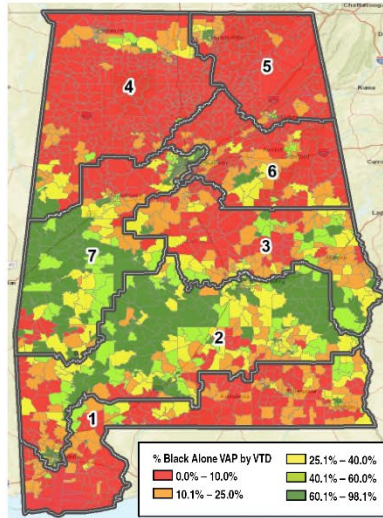 Chattanooga
5
4
6
7
3
2
1
% Black Alone VAP by VTD
0.0% – 10.0%
10.1% – 25.0%
25.1% – 40.0%
40.1% – 60.0%
60.1% – 98.1%